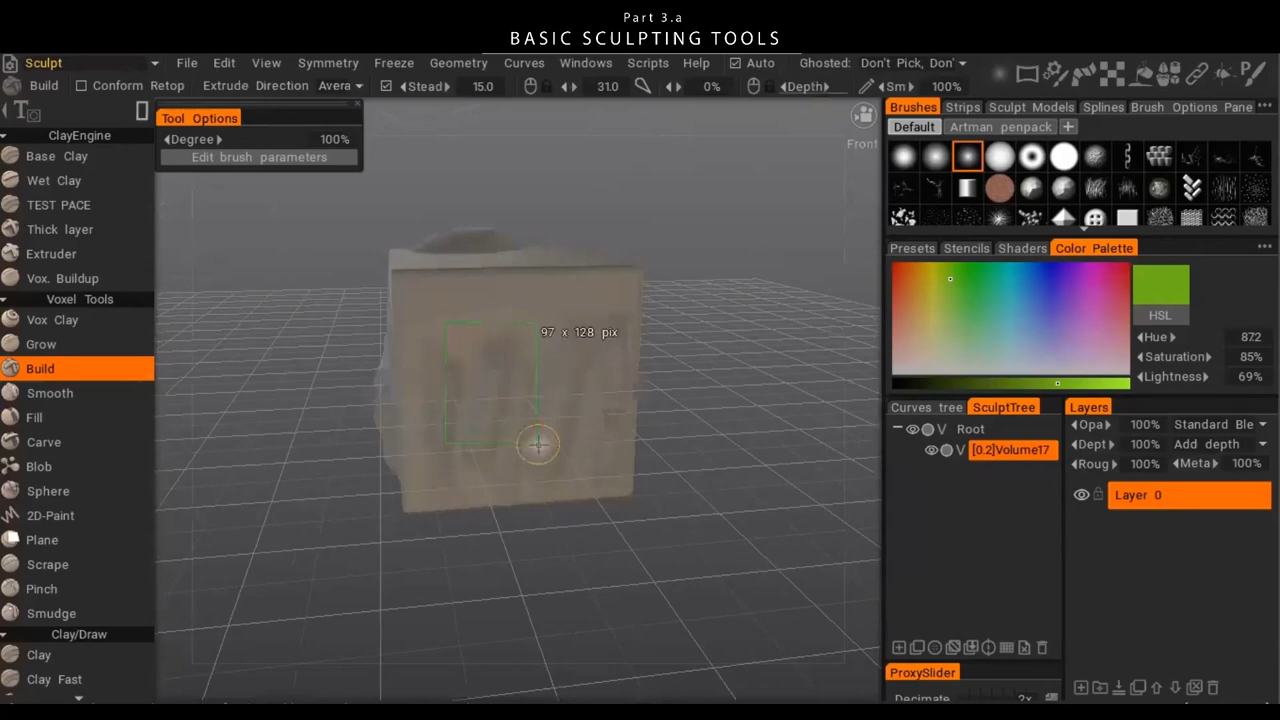 Part 3.a
BASIC SCULPTING TOOLS
Sculpt File Edit View Symmetry Freeze Geometry Curves Windows Scripts Help Auto Ghosted: Don't Pick, Don'
Build Conform Retop Extrude Direction Avera Stead 15.0 31.0 0% Depth Sm 100%
Tool Options
Degree 100%
Edit brush parameters
Front
97 x 128 pix
ClayEngine
Base Clay
Wet Clay
TEST PACE
Thick layer
Extruder
Vox. Buildup
Voxel Tools
Vox Clay
Grow
Build
Smooth
Fill
Carve
Blob
Sphere
2D-Paint
Plane
Scrape
Pinch
Smudge
Clay/Draw
Clay
Clay Fast
Brushes Strips Sculpt Models Splines Brush Options Pane
Default Artman penpack
Presets Stencils Shaders Color Palette
HSL
Hue 87.2
Saturation 85%
Lightness 69%
Curves tree SculptTree
V Root
V [0.2]Volume17
ProxySlider
Decimate 2x
Layers
Opa 100% Standard Ble
Dept 100% Add depth
Roug 100% Meta 100%
Layer 0